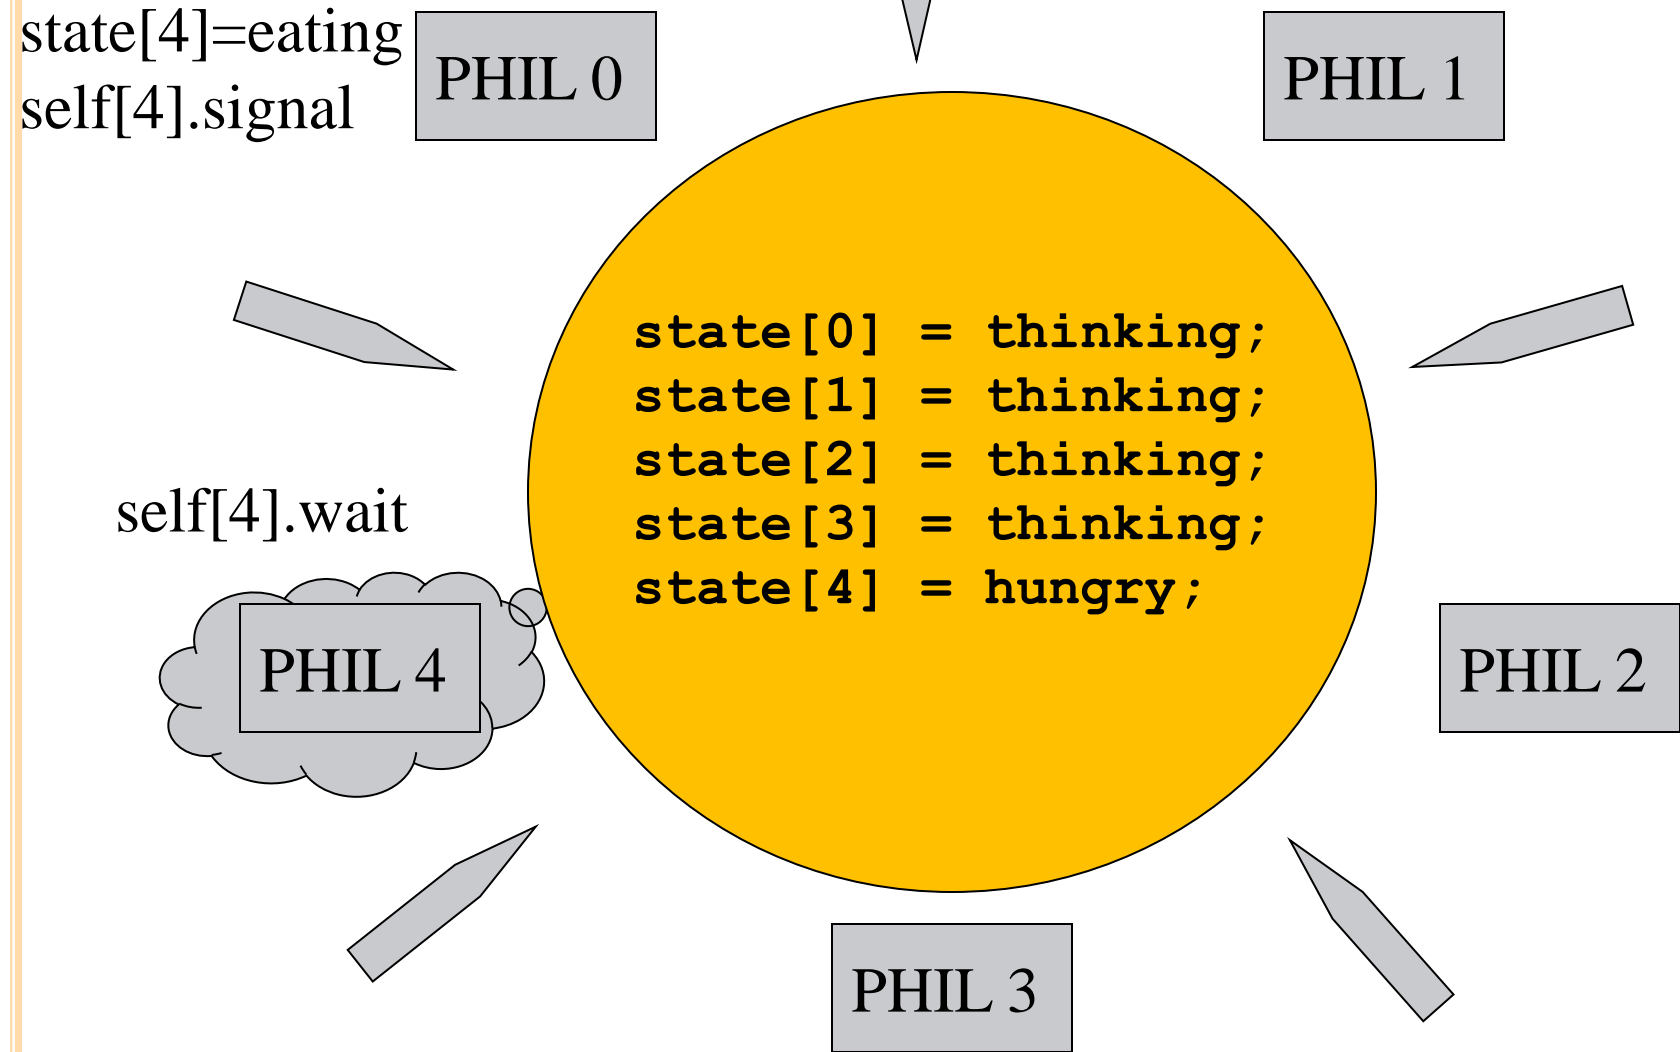 state[4]=eating
self[4].signal
PHIL 0
PHIL 1
state[0] = thinking;
state[1] = thinking;
state[2] = thinking;
state[3] = thinking;
state[4] = hungry;
self[4].wait
PHIL 4
PHIL 2
PHIL 3